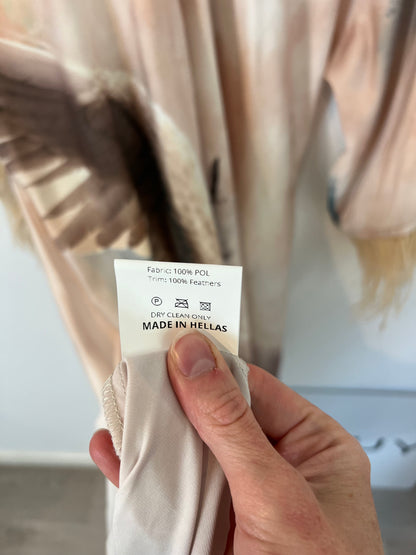 Fabric: 100% POL
Trim: 100% Feathers
P
DRY CLEAN ONLY
MADE IN HELLAS